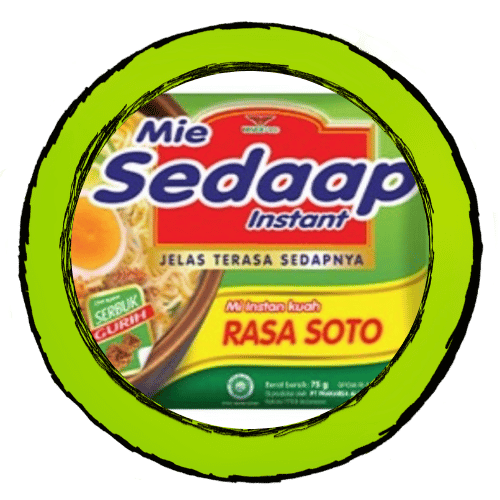 Mie
Sedaap
Instant
JELAS TERASA SEDAPNYA
SERBUK
GURIH
Mi Instan kuah
RASA SOTO
Berat bersih: 75 g